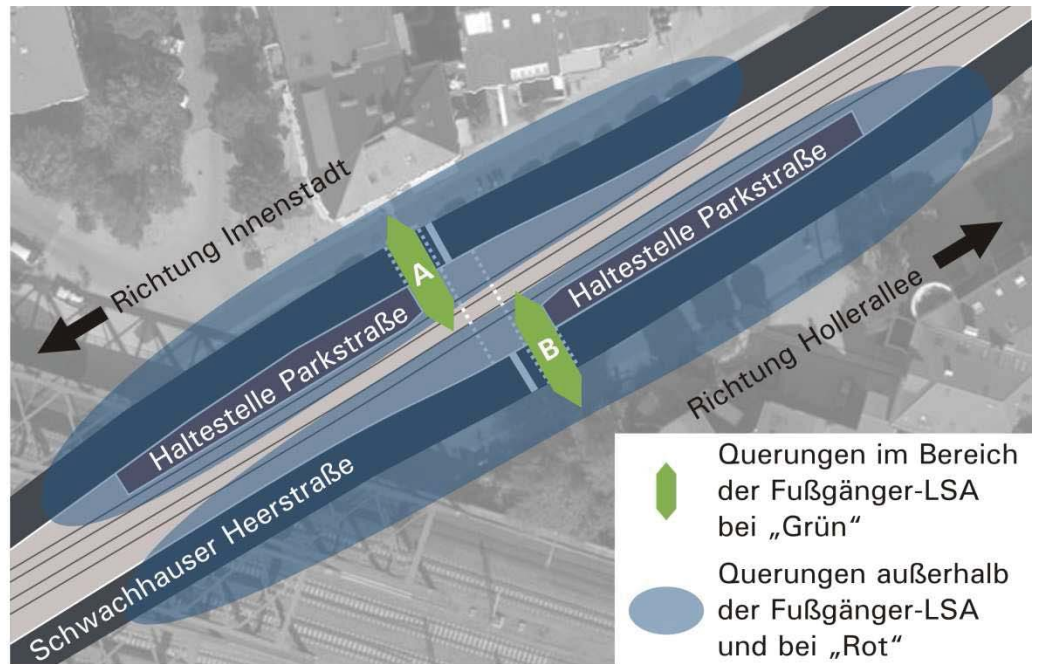 Richtung Innenstadt
A
Haltestelle Parkstraße
Haltestelle Parkstraße
B
Richtung Hollerallee
Schwachhauser Heerstraße
Querungen im Bereich
der Fußgänger-LSA
bei „Grün“
Querungen außerhalb
der Fußgänger-LSA
und bei „Rot“